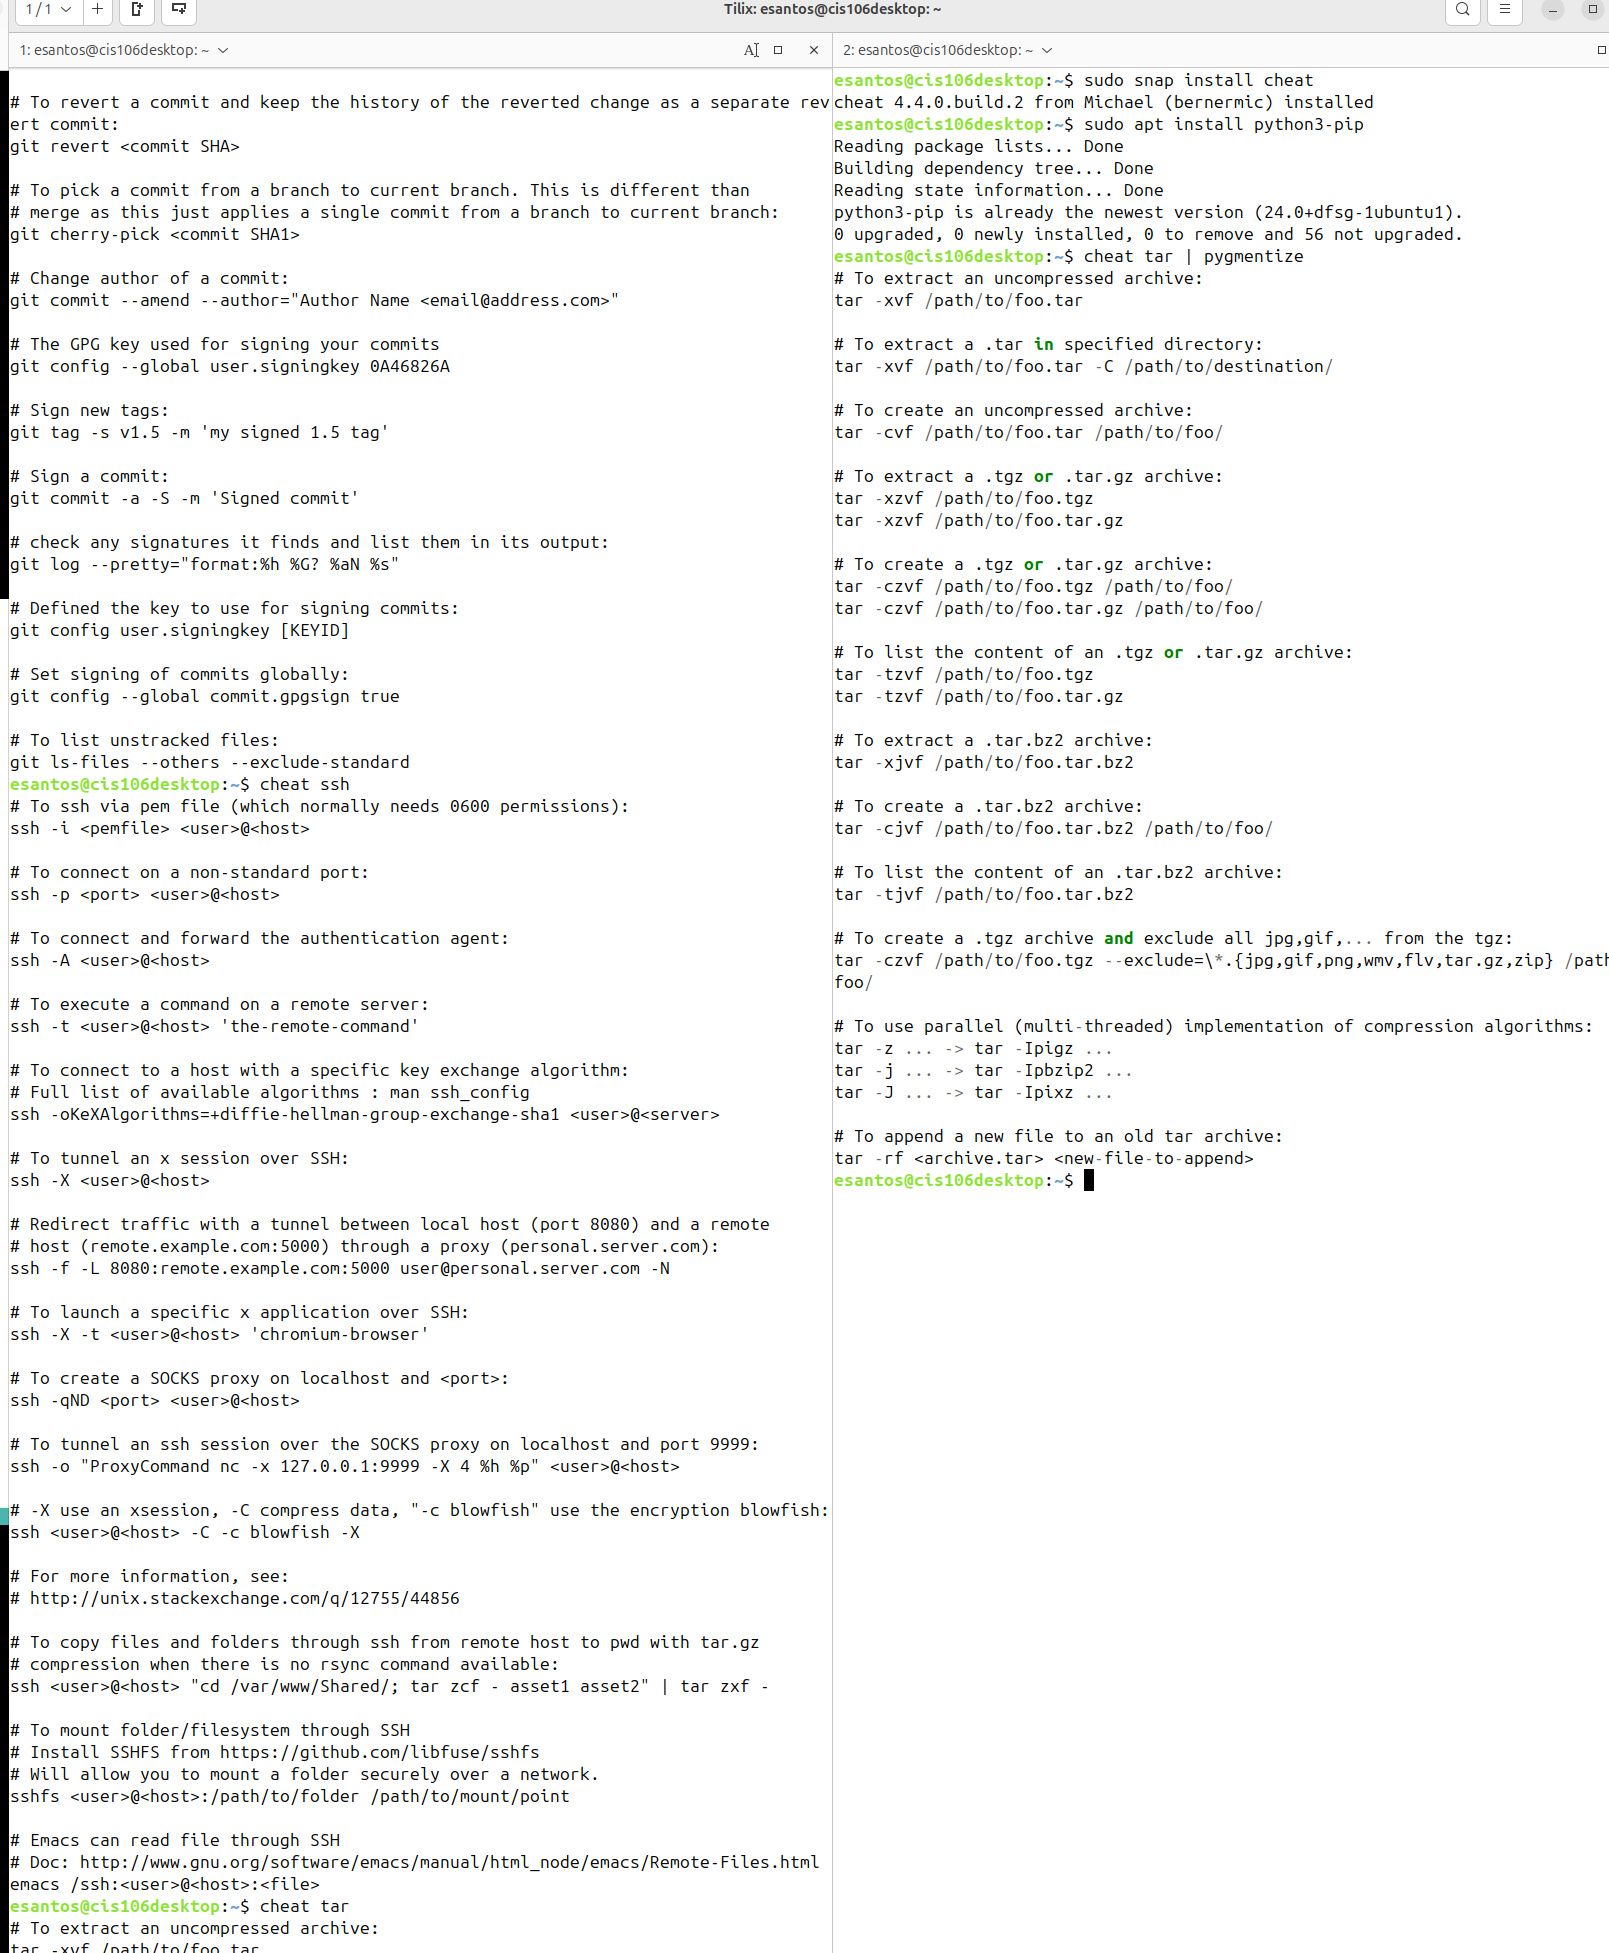 1 / 1
Tilix: esantos@cis106desktop: ~
1: esantos@cis106desktop: ~
# To revert a commit and keep the history of the reverted change as a separate rev
ert commit:
git revert <commit SHA>
# To pick a commit from a branch to current branch. This is different than
# merge as this just applies a single commit from a branch to current branch:
git cherry-pick <commit SHA1>
# Change author of a commit:
git commit --amend --author="Author Name <email@address.com>"
# The GPG key used for signing your commits
git config --global user.signingkey 0A46826A
# Sign new tags:
git tag -s v1.5 -m 'my signed 1.5 tag'
# Sign a commit:
git commit -a -S -m 'Signed commit'
# check any signatures it finds and list them in its output:
git log --pretty="format:%h %G? %aN %s"
# Defined the key to use for signing commits:
git config user.signingkey [KEYID]
# Set signing of commits globally:
git config --global commit.gpgsign true
# To list unstracked files:
git ls-files --others --exclude-standard
esantos@cis106desktop:~$ cheat ssh
# To ssh via pem file (which normally needs 0600 permissions):
ssh -i <pemfile> <user>@<host>
# To connect on a non-standard port:
ssh -p <port> <user>@<host>
# To connect and forward the authentication agent:
ssh -A <user>@<host>
# To execute a command on a remote server:
ssh -t <user>@<host> 'the-remote-command'
# To connect to a host with a specific key exchange algorithm:
# Full list of available algorithms : man ssh_config
ssh -oKeXAlgorithms=+diffie-hellman-group-exchange-sha1 <user>@<server>
# To tunnel an x session over SSH:
ssh -X <user>@<host>
# Redirect traffic with a tunnel between local host (port 8080) and a remote
# host (remote.example.com:5000) through a proxy (personal.server.com):
ssh -f -L 8080:remote.example.com:5000 user@personal.server.com -N
# To launch a specific x application over SSH:
ssh -X -t <user>@<host> 'chromium-browser'
# To create a SOCKS proxy on localhost and <port>:
ssh -qND <port> <user>@<host>
# To tunnel an ssh session over the SOCKS proxy on localhost and port 9999:
ssh -o "ProxyCommand nc -x 127.0.0.1:9999 -X 4 %h %p" <user>@<host>
# -X use an xsession, -C compress data, "-c blowfish" use the encryption blowfish:
ssh <user>@<host> -C -c blowfish -X
# For more information, see:
# http://unix.stackexchange.com/q/12755/44856
# To copy files and folders through ssh from remote host to pwd with tar.gz
# compression when there is no rsync command available:
ssh <user>@<host> "cd /var/www/Shared/; tar zcf - asset1 asset2" | tar zxf -
# To mount folder/filesystem through SSH
# Install SSHFS from https://github.com/libfuse/sshfs
# Will allow you to mount a folder securely over a network.
sshfs <user>@<host>:/path/to/folder /path/to/mount/point
# Emacs can read file through SSH
# Doc: http://www.gnu.org/software/emacs/manual/html_node/emacs/Remote-Files.html
emacs /ssh:<user>@<host>:<file>
esantos@cis106desktop:~$ cheat tar
# To extract an uncompressed archive:
tar -xvf /path/to/foo.tar
2: esantos@cis106desktop: ~
esantos@cis106desktop:~$ sudo snap install cheat
cheat 4.4.0.build.2 from Michael (bernermic) installed
esantos@cis106desktop:~$ sudo apt install python3-pip
Reading package lists... Done
Building dependency tree... Done
Reading state information... Done
python3-pip is already the newest version (24.0+dfsg-1ubuntu1).
0 upgraded, 0 newly installed, 0 to remove and 56 not upgraded.
esantos@cis106desktop:~$ cheat tar | pygmentize
# To extract an uncompressed archive:
tar -xvf /path/to/foo.tar
# To extract a .tar in specified directory:
tar -xvf /path/to/foo.tar -C /path/to/destination/
# To create an uncompressed archive:
tar -cvf /path/to/foo.tar /path/to/foo/
# To extract a .tgz or .tar.gz archive:
tar -xzvf /path/to/foo.tgz
tar -xzvf /path/to/foo.tar.gz
# To create a .tgz or .tar.gz archive:
tar -czvf /path/to/foo.tgz /path/to/foo/
tar -czvf /path/to/foo.tar.gz /path/to/foo/
# To list the content of an .tgz or .tar.gz archive:
tar -tzvf /path/to/foo.tgz
tar -tzvf /path/to/foo.tar.gz
# To extract a .tar.bz2 archive:
tar -xjvf /path/to/foo.tar.bz2
# To create a .tar.bz2 archive:
tar -cjvf /path/to/foo.tar.bz2 /path/to/foo/
# To list the content of an .tar.bz2 archive:
tar -tjvf /path/to/foo.tar.bz2
# To create a .tgz archive and exclude all jpg,gif,... from the tgz:
tar -czvf /path/to/foo.tgz --exclude=\*.{jpg,gif,png,wmv,flv,tar.gz,zip} /path
foo/
# To use parallel (multi-threaded) implementation of compression algorithms:
tar -z ... -> tar -Ipigz ...
tar -j ... -> tar -Ipbzip2 ...
tar -J ... -> tar -Ipixz ...
# To append a new file to an old tar archive:
tar -rf <archive.tar> <new-file-to-append>
esantos@cis106desktop:~$